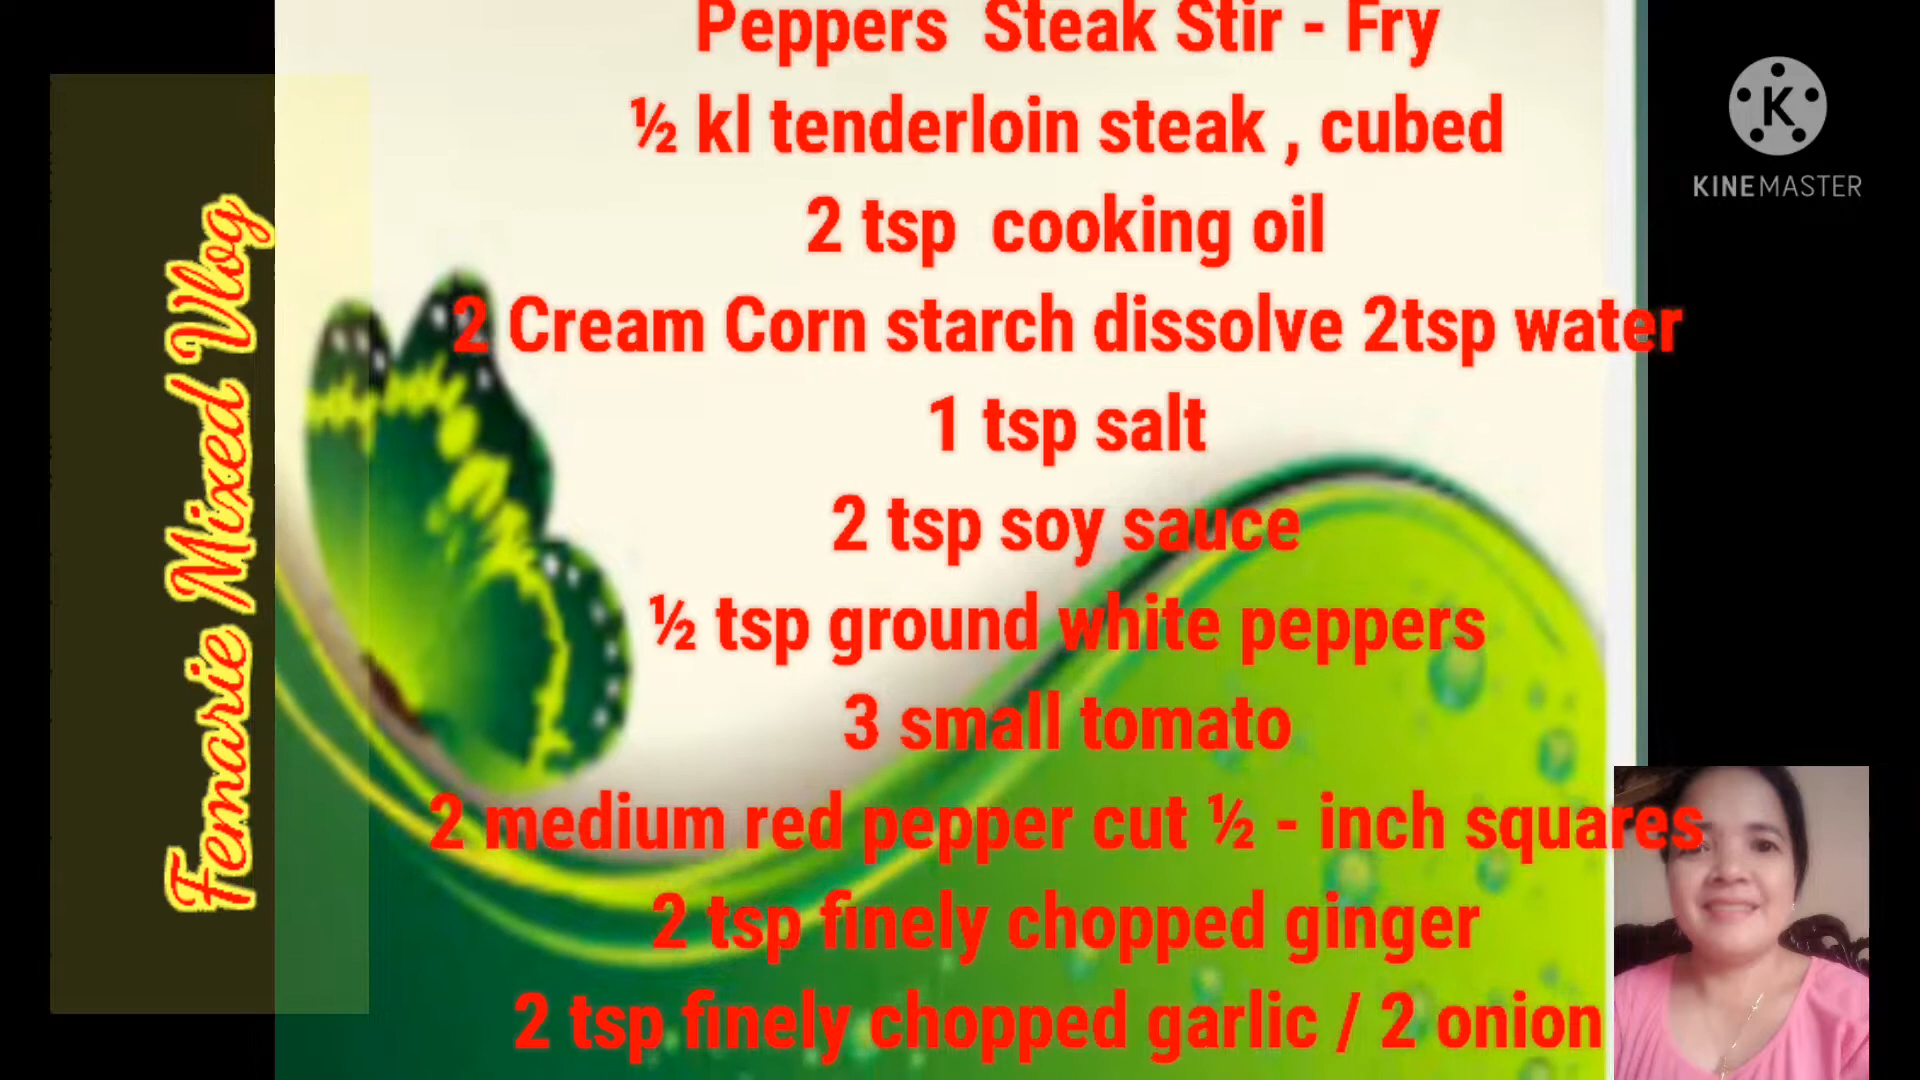 Peppers Steak Stir - Fry
½ kl tenderloin steak , cubed
2 tsp cooking oil
2 Cream Corn starch dissolve 2tsp water
1 tsp salt
2 tsp soy sauce
½ tsp ground white peppers
3 small tomato
2 medium red pepper cut ½ - inch squares
2 tsp finely chopped ginger
2 tsp finely chopped garlic / 2 onion
Femarie Mixed Vlog
K
KINEMASTER